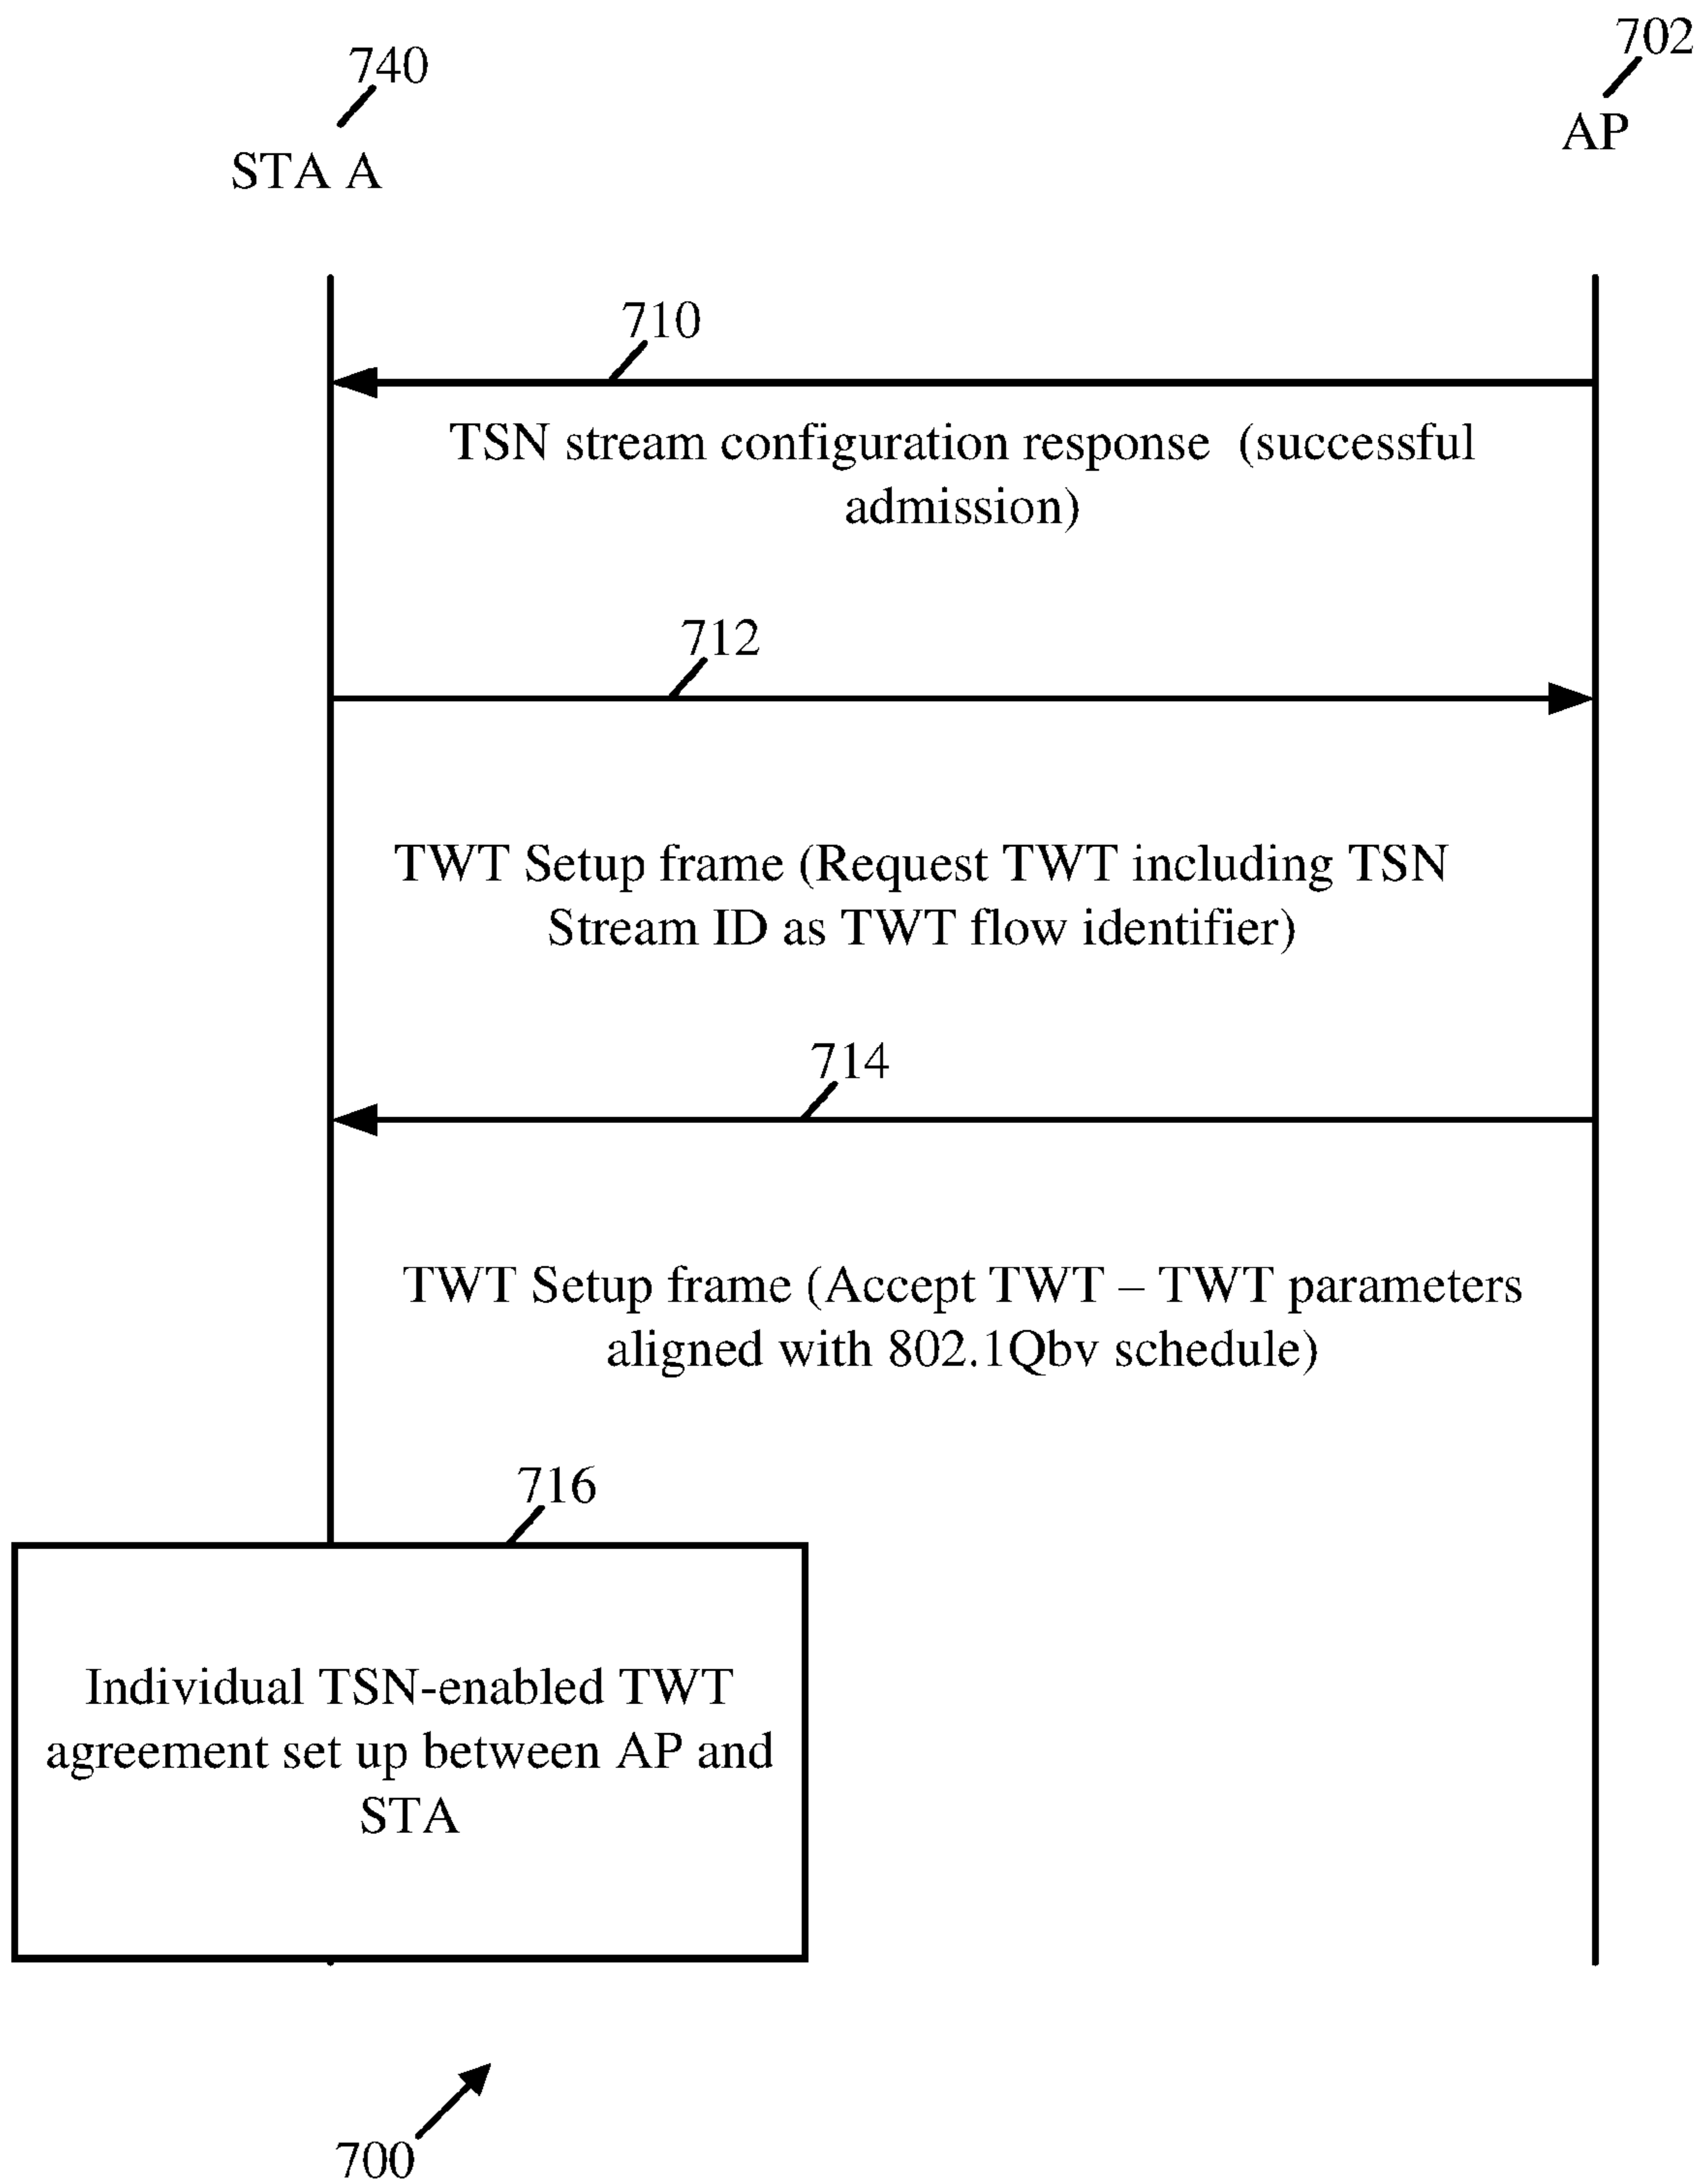 702
740
AP
STA A
710
TSN stream configuration response (successful
admission)
712
TWT Setup frame (Request TWT including TSN
Stream ID as TWT flow identifier)
714
TWT Setup frame (Accept TWT – TWT parameters
aligned with 802.1Qbv schedule)
716
Individual TSN-enabled TWT
agreement set up between AP and
STA
700